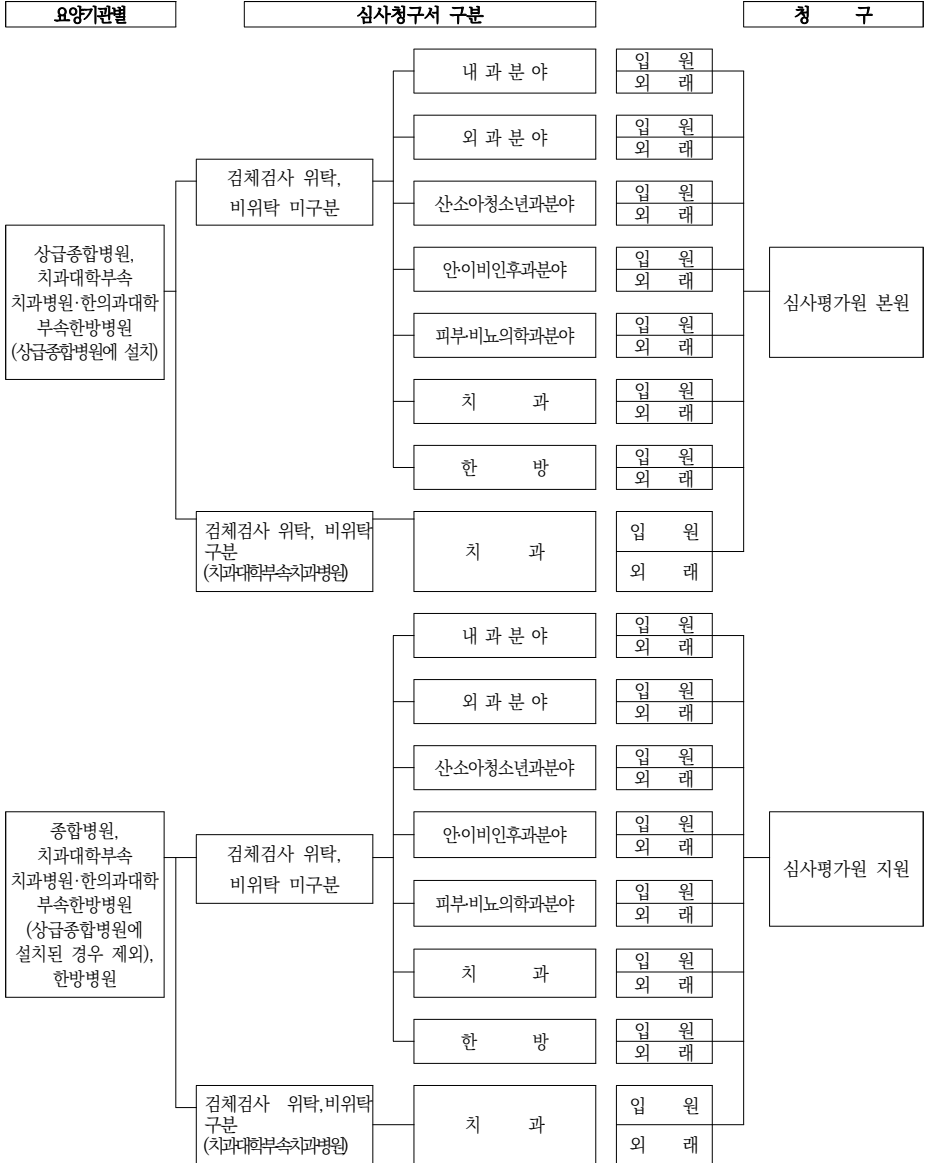 요양기관별 심사청구서 구분 청 구
내 과 분 야 입 원
외 래
외 과 분 야 입 원
외 래
검체검사 위탁,
비위탁 미구분
산·소아청소년과분야 입 원
외 래
상급종합병원,
치과대학부속
치과병원·한의과대학
부속한방병원
(상급종합병원에 설치)
안·이비인후과분야 입 원
외 래
심사평가원 본원
피부·비뇨의학과분야 입 원
외 래
치 과 입 원
외 래
한 방 입 원
외 래
검체검사 위탁, 비위탁
구분
(치과대학부속치과병원)
치 과 입 원
외 래
내 과 분 야 입 원
외 래
외 과 분 야 입 원
외 래
산·소아청소년과분야 입 원
외 래
종합병원,
치과대학부속
치과병원·한의과대학
부속한방병원
(상급종합병원에
설치된 경우 제외),
한방병원
검체검사 위탁,
비위탁 미구분
안·이비인후과분야 입 원
외 래
심사평가원 지원
피부·비뇨의학과분야 입 원
외 래
치 과 입 원
외 래
한 방 입 원
외 래
검체검사 위탁,비위탁
구분
(치과대학부속치과병원)
치 과 입 원
외 래